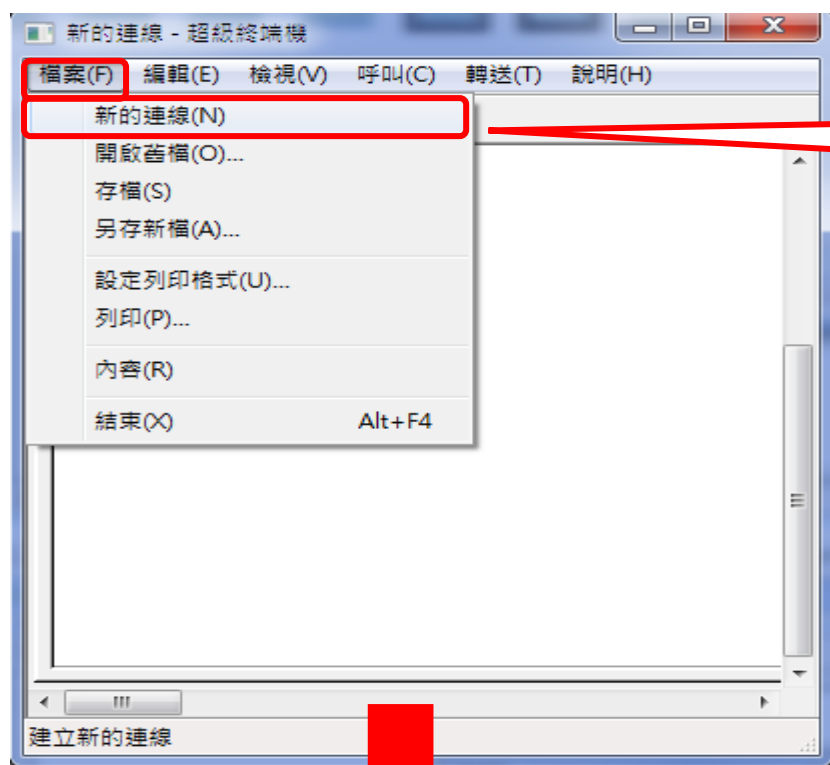 新的連線 - 超級終端機
檔案(F) 編輯(E) 檢視(V) 呼叫(C) 轉送(T) 說明(H)
新的連線(N)
開啟舊檔(O)...
存檔(S)
另存新檔(A)...
設定列印格式(U)...
列印(P)...
內容(R)
結束(X) Alt+F4
建立新的連線